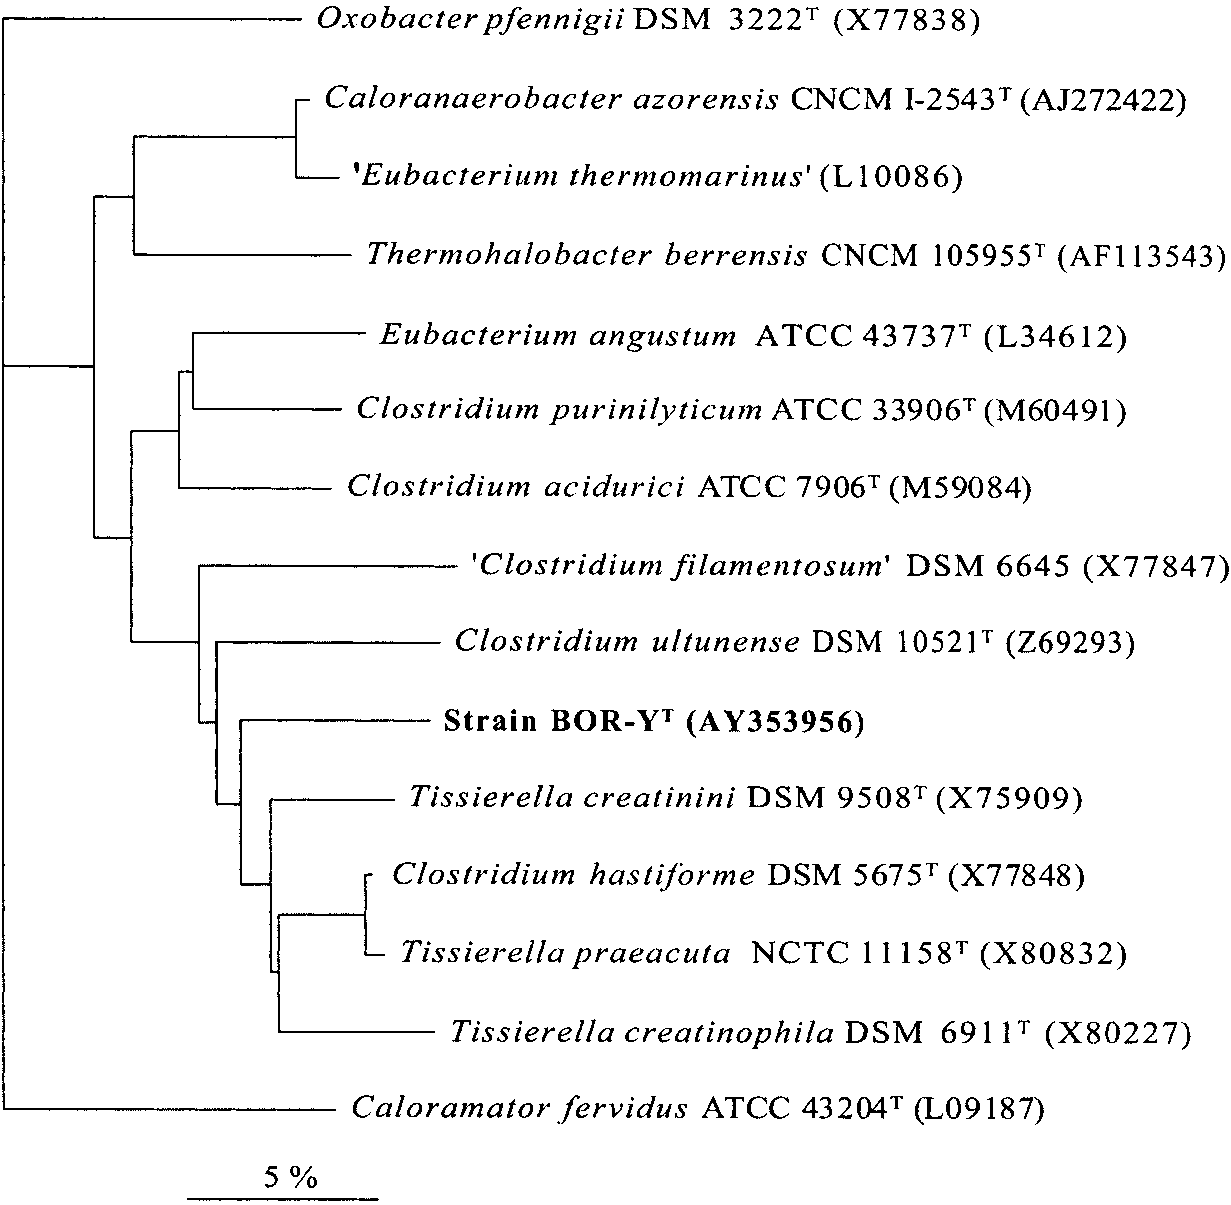 Oxobacter pfennigii DSM 3222ᵀ (X77838)
Caloranaerobacter azorensis CNCM I-2543ᵀ (AJ272422)
'Eubacterium thermomarinus' (L10086)
Thermohalobacter berrensis CNCM 105955ᵀ (AF113543)
Eubacterium angustum ATCC 43737ᵀ (L34612)
Clostridium purinilyticum ATCC 33906ᵀ (M60491)
Clostridium acidurici ATCC 7906ᵀ (M59084)
'Clostridium filamentosum' DSM 6645 (X77847)
Clostridium ultunense DSM 10521ᵀ (Z69293)
Strain BOR-Yᵀ (AY353956)
Tissierella creatinini DSM 9508ᵀ (X75909)
Clostridium hastiforme DSM 5675ᵀ (X77848)
Tissierella praeacuta NCTC 11158ᵀ (X80832)
Tissierella creatinophila DSM 6911ᵀ (X80227)
Caloramator fervidus ATCC 43204ᵀ (L09187)
5 %